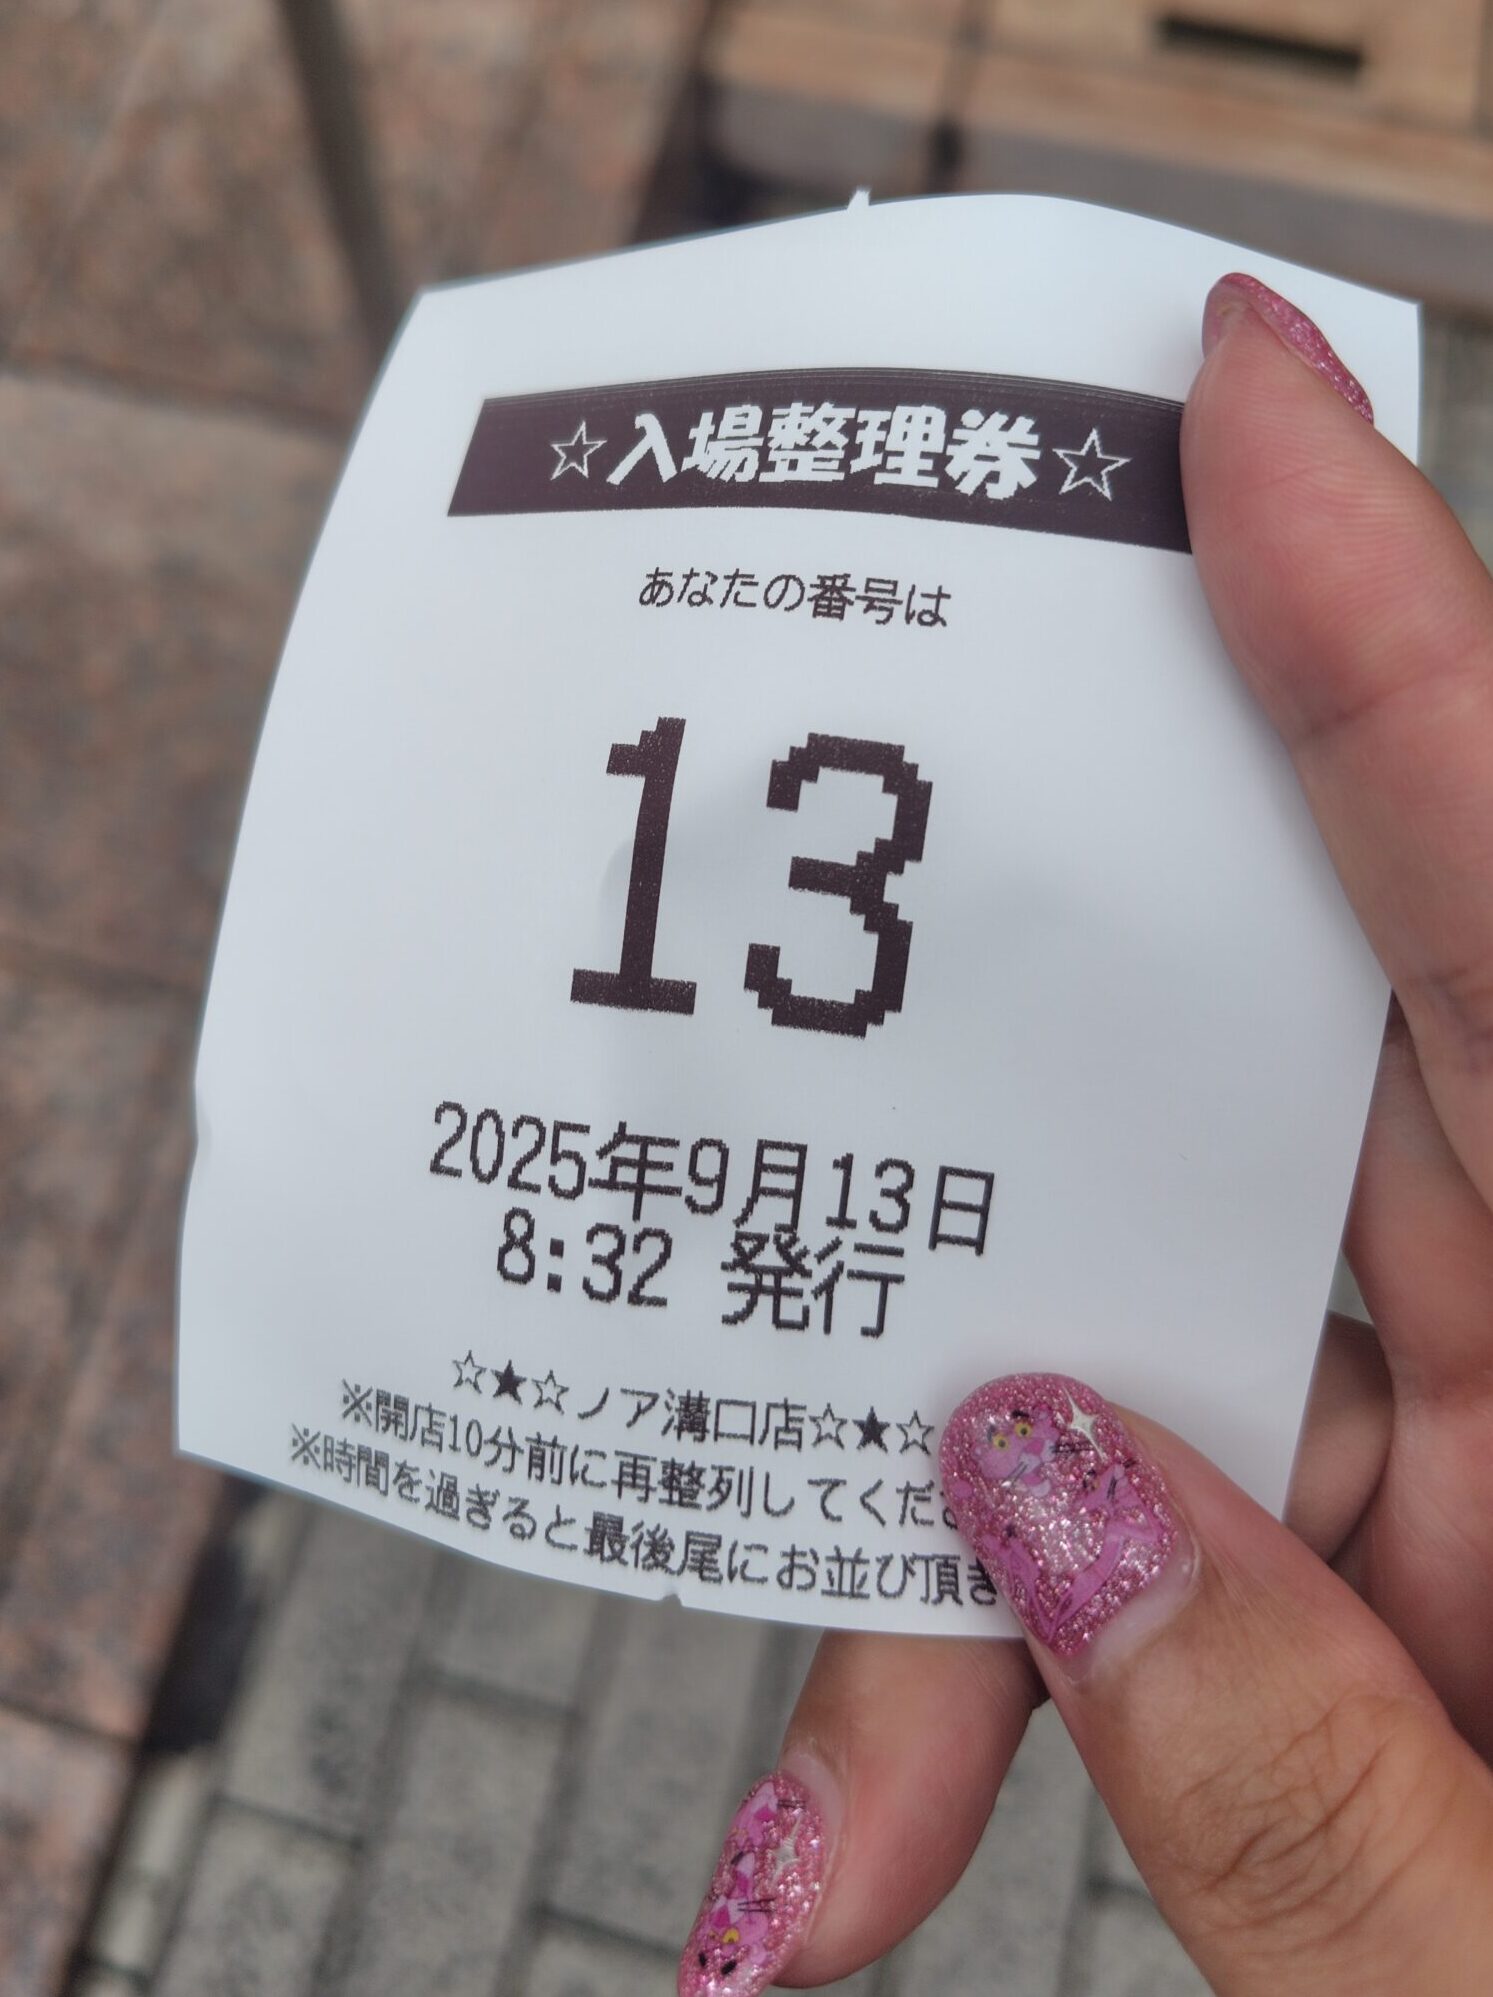 ☆入場整理券☆
あなたの番号は
13
2025年9月13日
8:32 発行
☆★☆ノア溝口店☆★☆
※開店10分前に再整列してくだ
※時間を過ぎると最後尾にお並び頂き